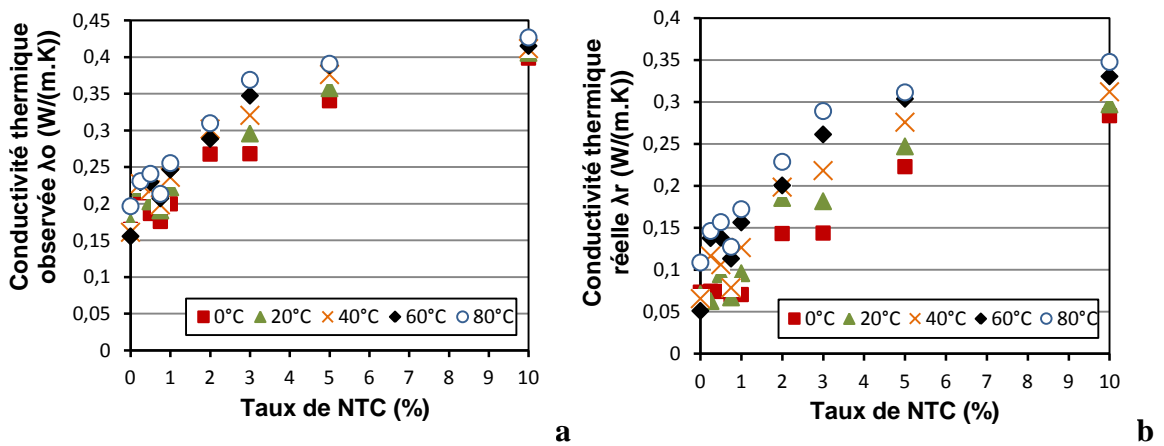 Conductivité thermique
observée λo (W/(m.K))
0,45
0,4
0,35
0,3
0,25
0,2
0,15
0,1
0,05
0
0°C 20°C 40°C 60°C 80°C
0 1 2 3 4 5 6 7 8 9 10
Taux de NTC (%)
a
Conductivité thermique
réelle λr (W/(m.K))
0,4
0,35
0,3
0,25
0,2
0,15
0,1
0,05
0
0°C 20°C 40°C 60°C 80°C
0 1 2 3 4 5 6 7 8 9 10
Taux de NTC (%)
b